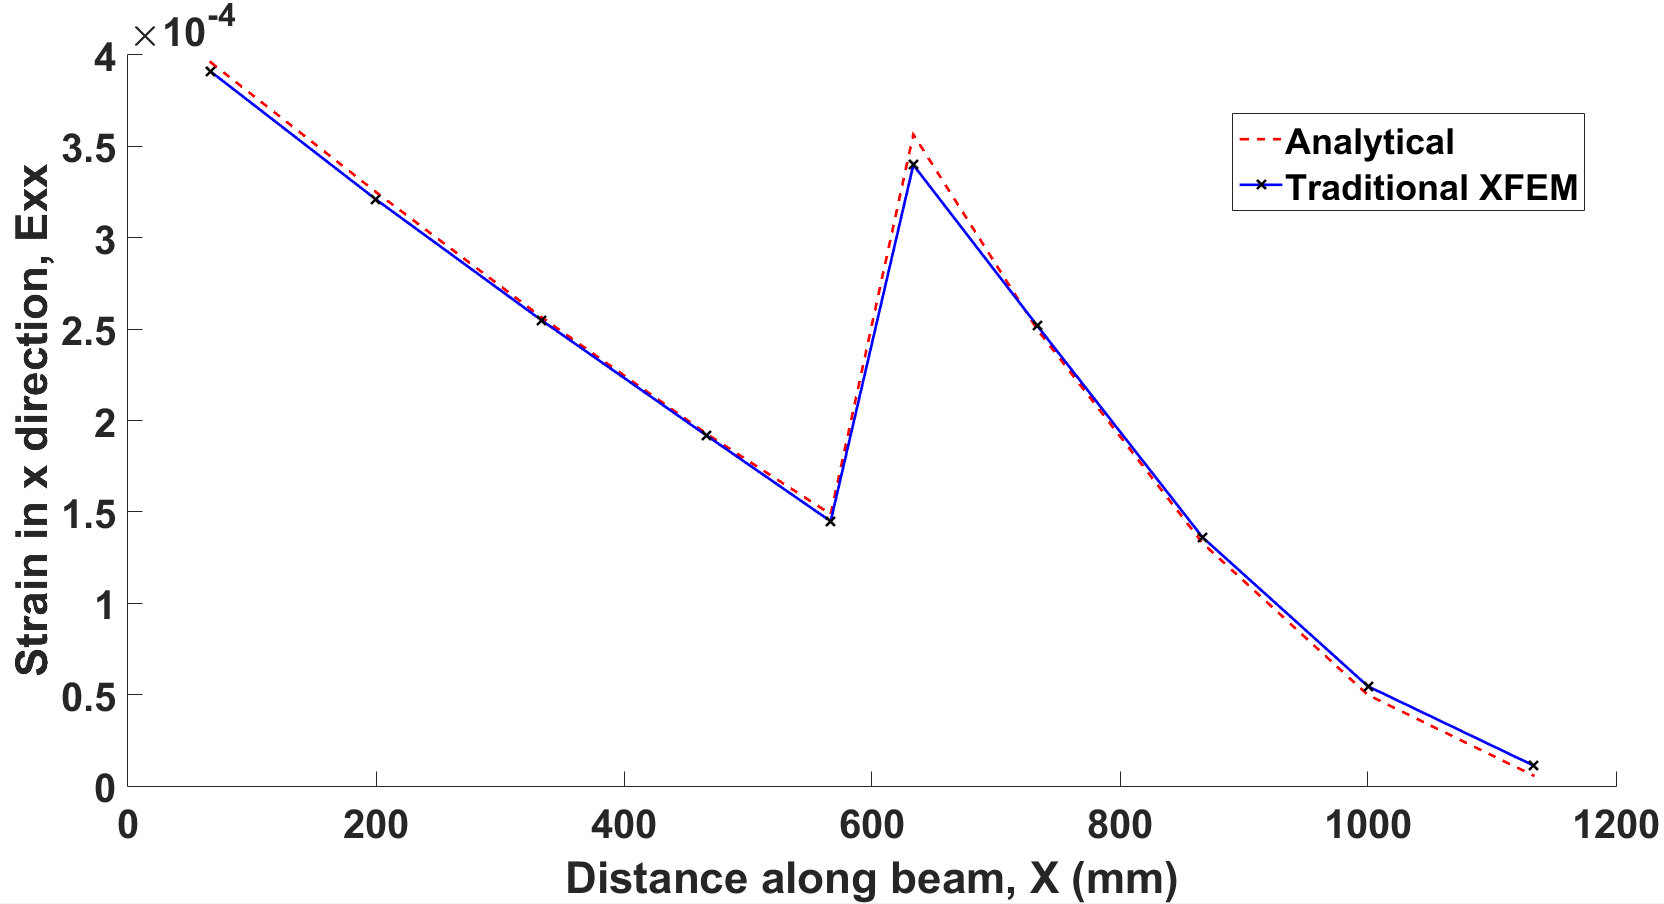 ×10-4
4
3.5
3
2.5
2
1.5
1
0.5
0
Strain in x direction, Exx
Analytical
Traditional XFEM
0 200 400 600 800 1000 1200
Distance along beam, X (mm)